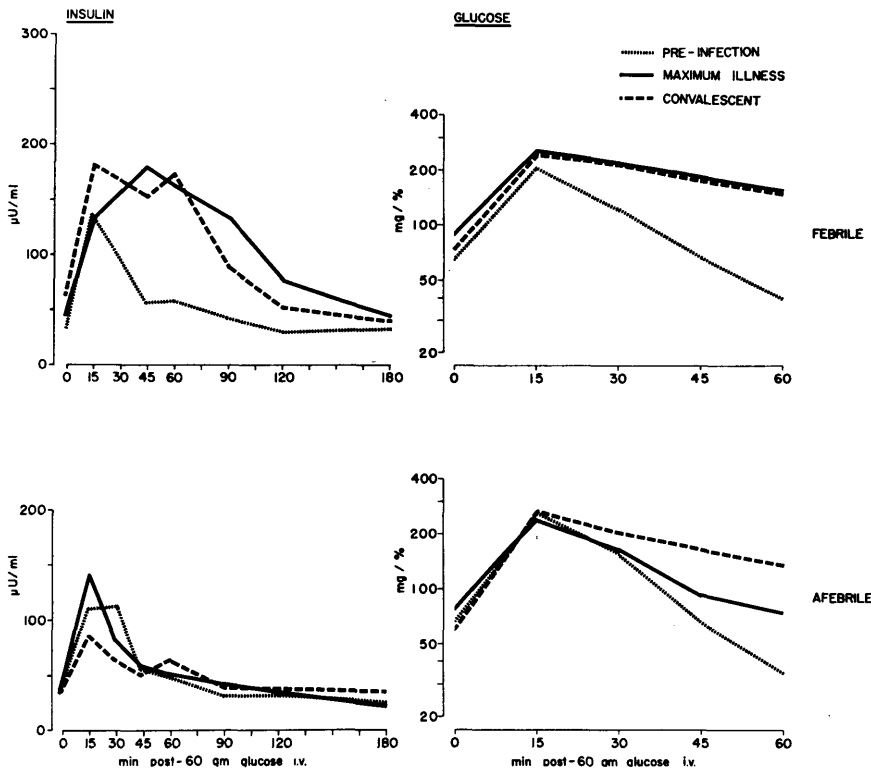 INSULIN
GLUCOSE
PRE-INFECTION
MAXIMUM ILLNESS
CONVALESCENT
300
200
100
0
µU/ml
0 15 30 45 60 90 120 180
400
200
100
50
20
mg / %
0 15 30 45 60
FEBRILE
200
100
0
µU/ml
0 15 30 45 60 90 120 180
min post-60 gm glucose i.v.
400
200
100
50
20
mg / %
0 15 30 45 60
min post-60 gm glucose i.v.
AFEBRILE